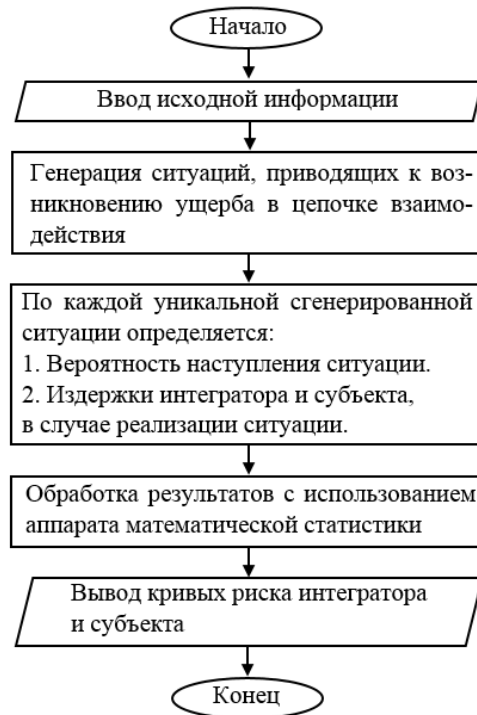 Начало
Ввод исходной информации
Генерация ситуаций, приводящих к воз-
никновению ущерба в цепочке взаимо-
действия
По каждой уникальной сгенерированной
ситуации определяется:
1. Вероятность наступления ситуации.
2. Издержки интегратора и субъекта,
в случае реализации ситуации.
Обработка результатов с использованием
аппарата математической статистики
Вывод кривых риска интегратора
и субъекта
Конец